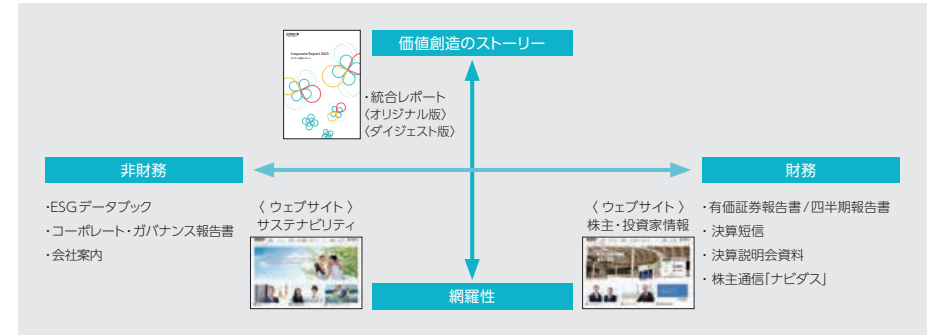 価値創造のストーリー
Corporate Report 2020
・統合レポート
〈オリジナル版〉
〈ダイジェスト版〉
非財務
財務
・ESGデータブック
・コーポレート・ガバナンス報告書
・会社案内
〈 ウェブサイト 〉
サステナビリティ
〈 ウェブサイト 〉
株主・投資家情報
・有価証券報告書/四半期報告書
・決算短信
・決算説明会資料
・株主通信「ナビダス」
網羅性